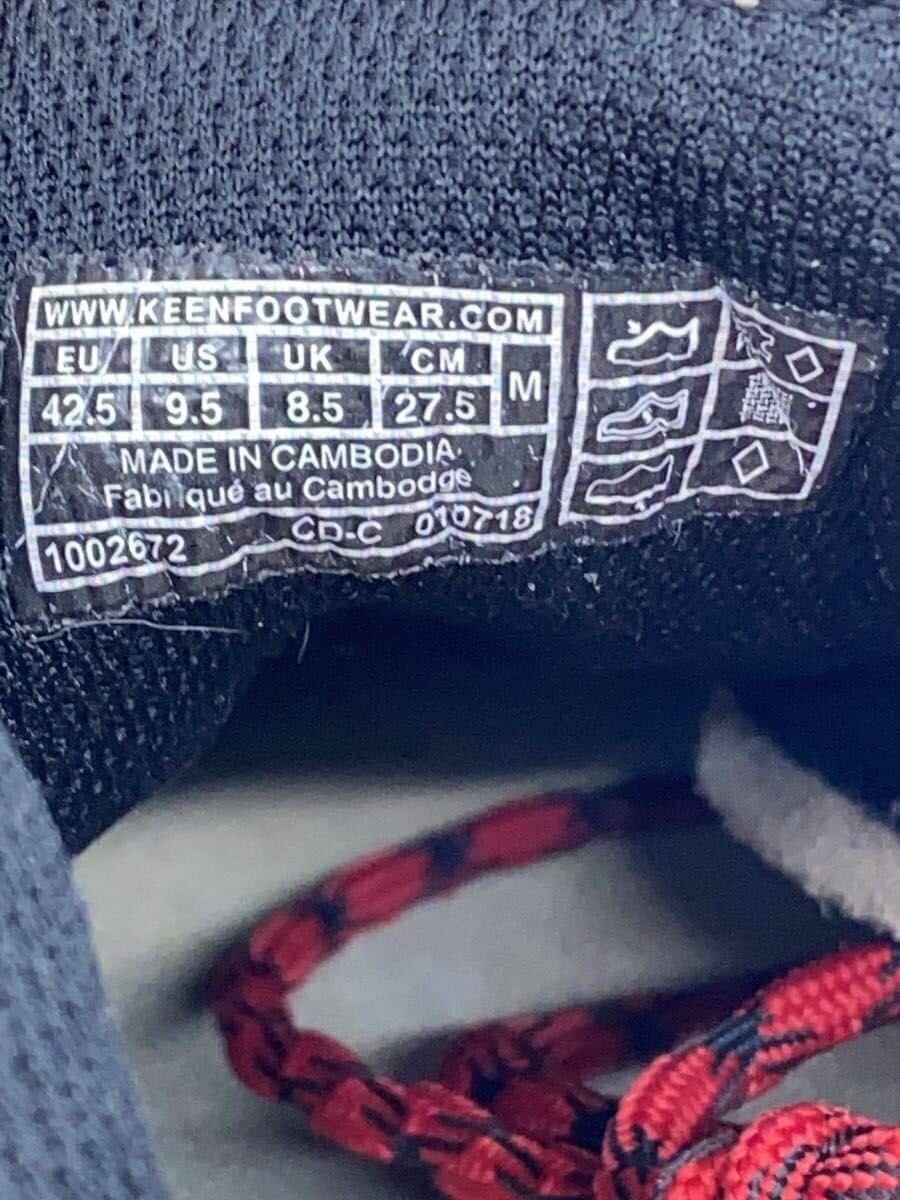 WWW.KEENFOOTWEAR.COM
EU US UK CM M
42.5 9.5 8.5 27.5
MADE IN CAMBODIA
Fabriqué au Cambodge
1002672 CD-C 010718